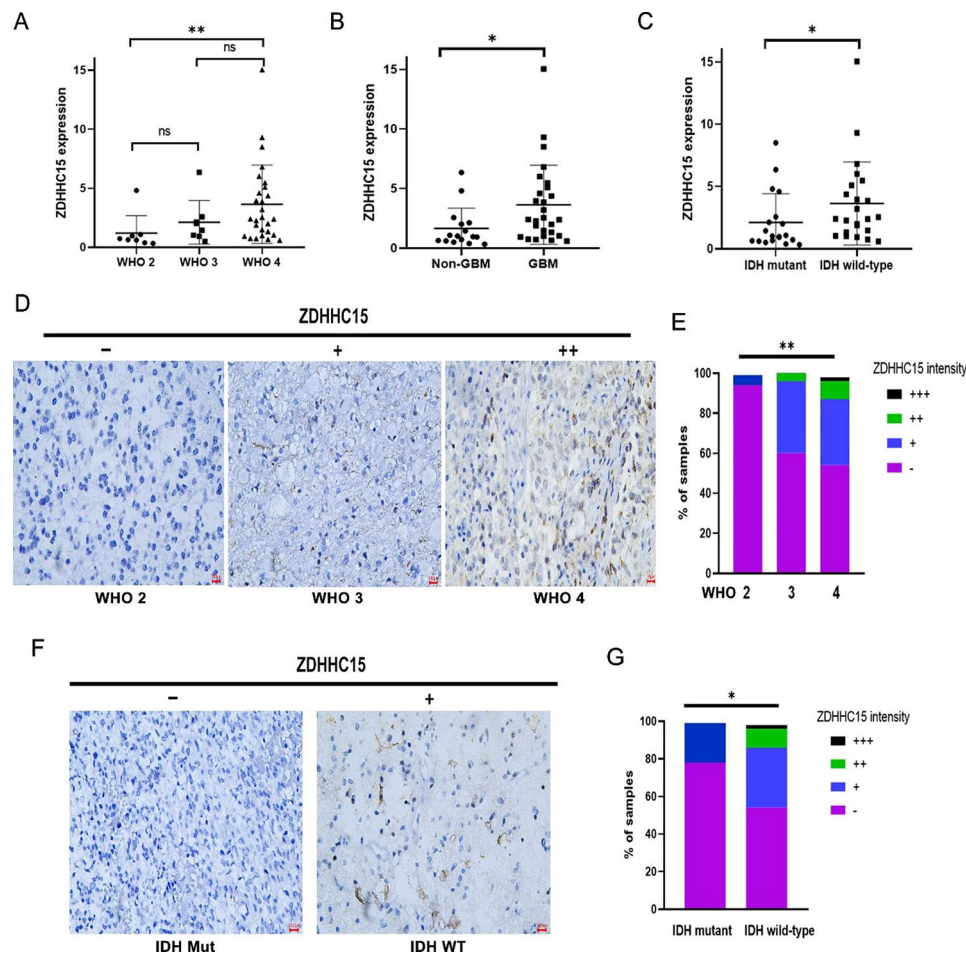 A
B
C
**
ns
ns
ZDHHC15 expression
15
10
5
0
WHO 2 WHO 3 WHO 4
*
ZDHHC15 expression
15
10
5
0
Non-GBM GBM
*
ZDHHC15 expression
15
10
5
0
IDH mutant IDH wild-type
D
ZDHHC15
– + ++
WHO 2 WHO 3 WHO 4
E
**
% of samples
100
80
60
40
20
0
WHO 2 3 4
ZDHHC15 intensity
+++
++
+
-
F
ZDHHC15
– +
IDH Mut IDH WT
G
*
% of samples
100
80
60
40
20
0
IDH mutant IDH wild-type
ZDHHC15 intensity
+++
++
+
-